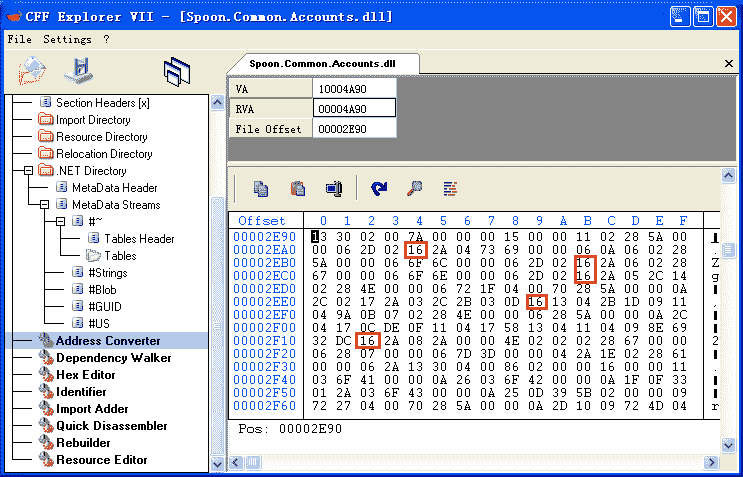 CFF Explorer VII - [Spoon.Common.Accounts.dll]
File Settings ?
Section Headers [x]
Import Directory
Resource Directory
Relocation Directory
.NET Directory
MetaData Header
MetaData Streams
#~
Tables Header
Tables
#Strings
#Blob
#GUID
#US
Address Converter
Dependency Walker
Hex Editor
Identifier
Import Adder
Quick Disassembler
Rebuilder
Resource Editor
Spoon.Common.Accounts.dll
VA 10004A90
RVA 00004A90
File Offset 00002E90
Offset 0 1 2 3 4 5 6 7 8 9 A B C D E F
00002E90 13 30 02 00 7A 00 00 00 15 00 00 11 02 28 5A 00
00002EA0 00 06 2D 02 16 2A 04 73 69 00 00 06 0A 06 02 28
00002EB0 5A 00 00 06 6F 6C 00 00 06 2D 02 16 2A 06 02 28 Z
00002EC0 67 00 00 06 6F 6E 00 00 06 2D 02 16 2A 05 2C 14 g
00002ED0 02 28 4E 00 00 06 72 1F 04 00 70 28 5A 00 00 0A
00002EE0 2C 02 17 2A 03 2C 2B 03 0D 16 13 04 2B 1D 09 11
00002EF0 04 9A 0B 07 02 28 4E 00 00 06 28 5A 00 00 0A 2C
00002F00 04 17 0C DE 0F 11 04 17 58 13 04 11 04 09 8E 69
00002F10 32 DC 16 2A 08 2A 00 00 4E 02 02 02 28 67 00 00 2
00002F20 06 28 07 00 00 06 7D 3D 00 00 04 2A 1E 02 28 61
00002F30 00 00 06 2A 13 30 04 00 86 02 00 00 16 00 00 11
00002F40 03 6F 41 00 00 0A 26 03 6F 42 00 00 0A 1F 0F 33
00002F50 01 2A 03 6F 43 00 00 0A 25 0D 39 5B 02 00 00 09
00002F60 72 27 04 00 70 28 5A 00 00 0A 2D 10 09 72 4D 04 r
Pos: 00002E90